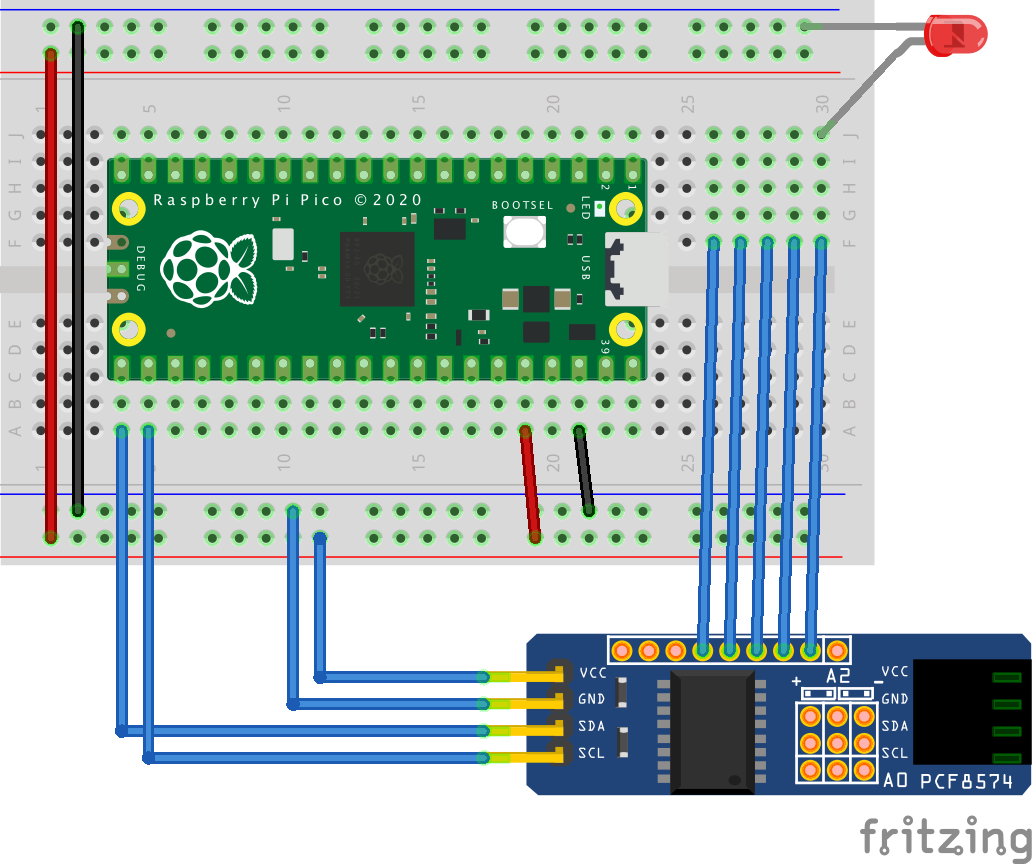 1 5 10 15 20 25 30
J J
I I
H H
G G
F F
Raspberry Pi Pico ©2020
BOOTSEL
LED
2
1
DEBUG
USB
39
E E
D D
C C
B B
A A
1 5 10 15 20 25 30
VCC
GND
SDA
SCL
+ A2 -
VCC
GND
SDA
SCL
A0 PCF8574
fritzing